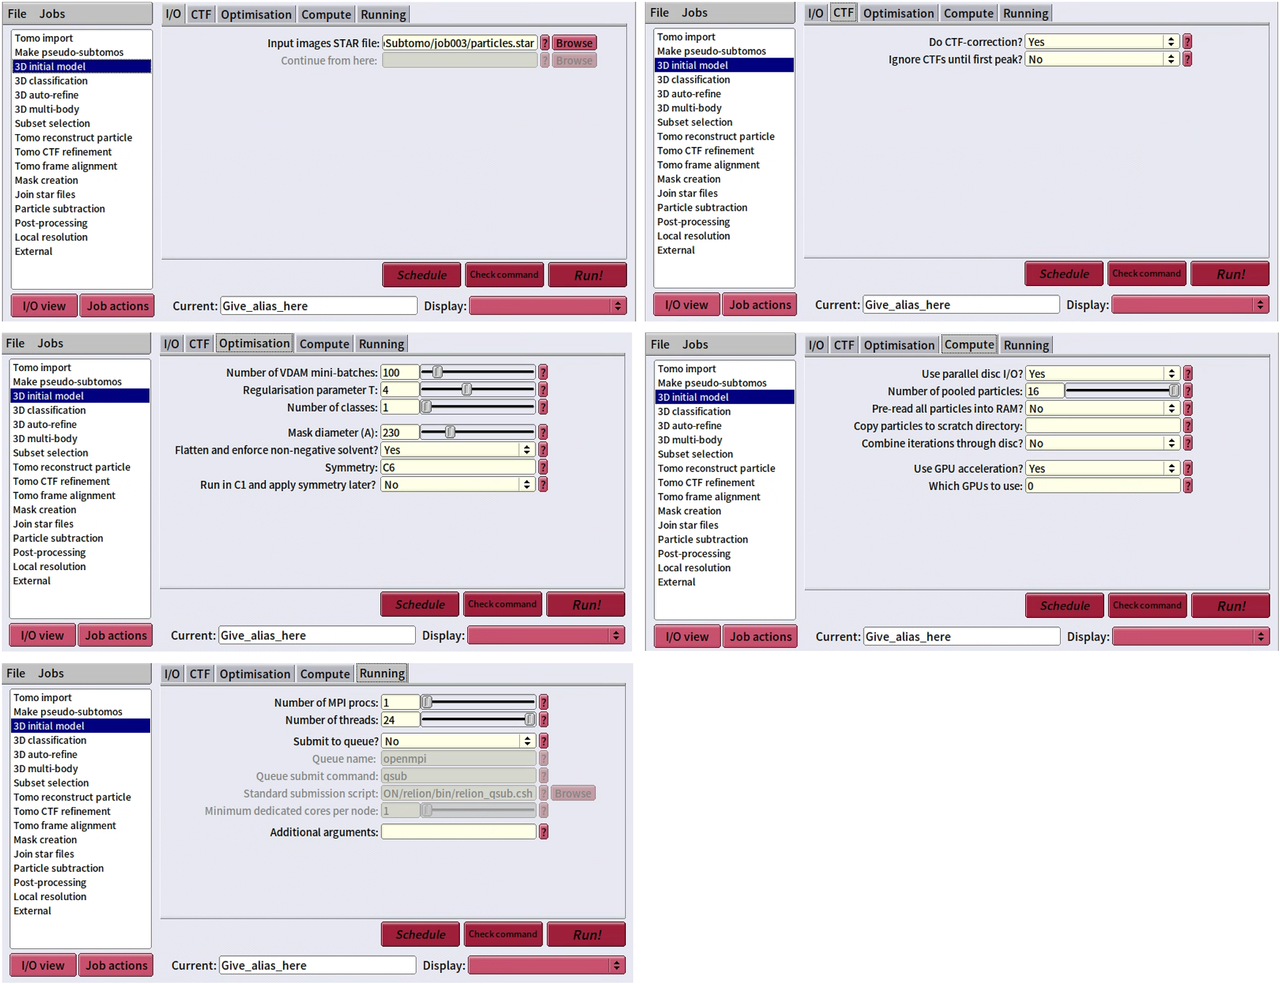 File Jobs
I/O CTF Optimisation Compute Running
Tomo import
Make pseudo-subtomos
3D initial model
3D classification
3D auto-refine
3D multi-body
Subset selection
Tomo reconstruct particle
Tomo CTF refinement
Tomo frame alignment
Mask creation
Join star files
Particle subtraction
Post-processing
Local resolution
External
Input images STAR file: Subtomo/job003/particles.star ? Browse
Continue from here: ? Browse
Schedule Check command Run!
I/O view Job actions Current: Give_alias_here Display:
File Jobs
I/O CTF Optimisation Compute Running
Tomo import
Make pseudo-subtomos
3D initial model
3D classification
3D auto-refine
3D multi-body
Subset selection
Tomo reconstruct particle
Tomo CTF refinement
Tomo frame alignment
Mask creation
Join star files
Particle subtraction
Post-processing
Local resolution
External
Do CTF-correction? Yes ?
Ignore CTFs until first peak? No ?
Schedule Check command Run!
I/O view Job actions Current: Give_alias_here Display:
File Jobs
I/O CTF Optimisation Compute Running
Tomo import
Make pseudo-subtomos
3D initial model
3D classification
3D auto-refine
3D multi-body
Subset selection
Tomo reconstruct particle
Tomo CTF refinement
Tomo frame alignment
Mask creation
Join star files
Particle subtraction
Post-processing
Local resolution
External
Number of VDAM mini-batches: 100 ?
Regularisation parameter T: 4 ?
Number of classes: 1 ?
Mask diameter (A): 230 ?
Flatten and enforce non-negative solvent? Yes ?
Symmetry: C6 ?
Run in C1 and apply symmetry later? No ?
Schedule Check command Run!
I/O view Job actions Current: Give_alias_here Display:
File Jobs
I/O CTF Optimisation Compute Running
Tomo import
Make pseudo-subtomos
3D initial model
3D classification
3D auto-refine
3D multi-body
Subset selection
Tomo reconstruct particle
Tomo CTF refinement
Tomo frame alignment
Mask creation
Join star files
Particle subtraction
Post-processing
Local resolution
External
Use parallel disc I/O? Yes ?
Number of pooled particles: 16 ?
Pre-read all particles into RAM? No ?
Copy particles to scratch directory: ?
Combine iterations through disc? No ?
Use GPU acceleration? Yes ?
Which GPUs to use: 0 ?
Schedule Check command Run!
I/O view Job actions Current: Give_alias_here Display:
File Jobs
I/O CTF Optimisation Compute Running
Tomo import
Make pseudo-subtomos
3D initial model
3D classification
3D auto-refine
3D multi-body
Subset selection
Tomo reconstruct particle
Tomo CTF refinement
Tomo frame alignment
Mask creation
Join star files
Particle subtraction
Post-processing
Local resolution
External
Number of MPI procs: 1 ?
Number of threads: 24 ?
Submit to queue? No ?
Queue name: openmpi ?
Queue submit command: qsub ?
Standard submission script: ON/relion/bin/relion_qsub.csh ? Browse
Minimum dedicated cores per node: 1 ?
Additional arguments: ?
Schedule Check command Run!
I/O view Job actions Current: Give_alias_here Display: